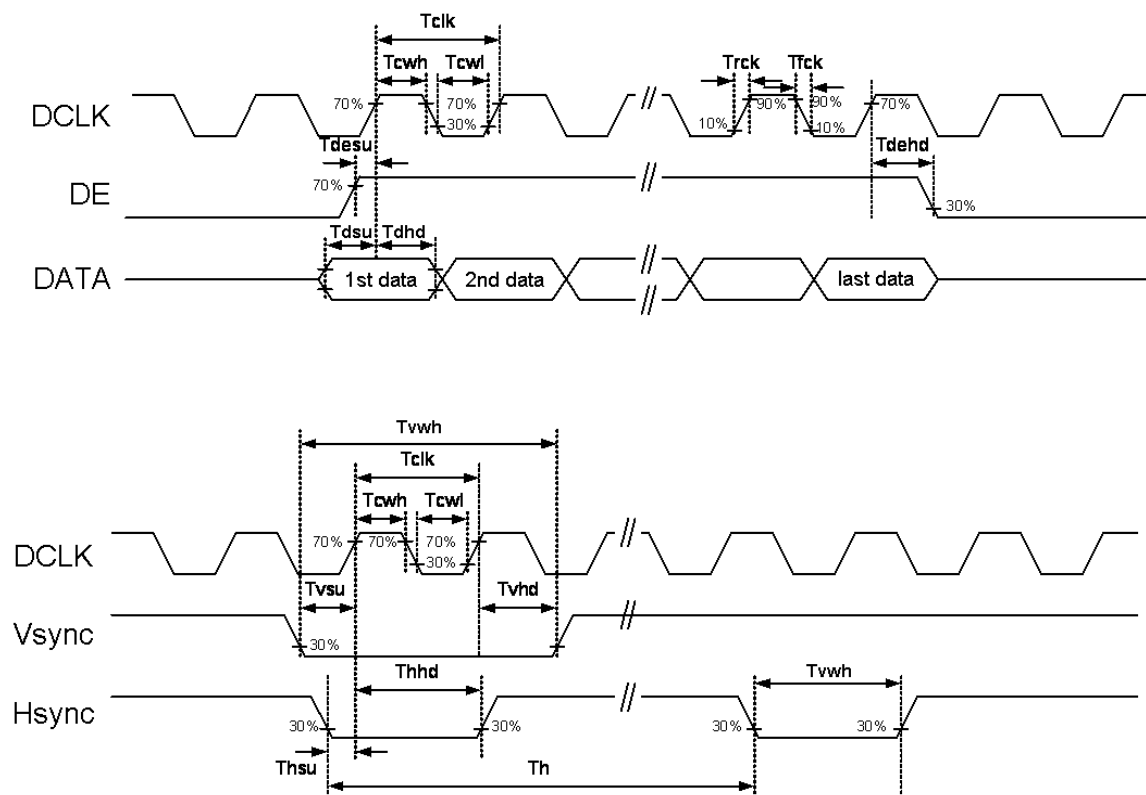 Tclk
Tcwh Tcwl Trck Tfck
DCLK 70% 70% 30% 10% 90% 90% 10% 70%
Tdesu Tdehd
DE 70% 30%
Tdsu Tdhd
DATA 1st data 2nd data last data
Tvwh
Tclk
Tcwh Tcwl
DCLK 70% 70% 70% 30%
Tvsu Tvhd
Vsync 30%
Thhd Tvwh
Hsync 30% 30% 30% 30%
Thsu Th